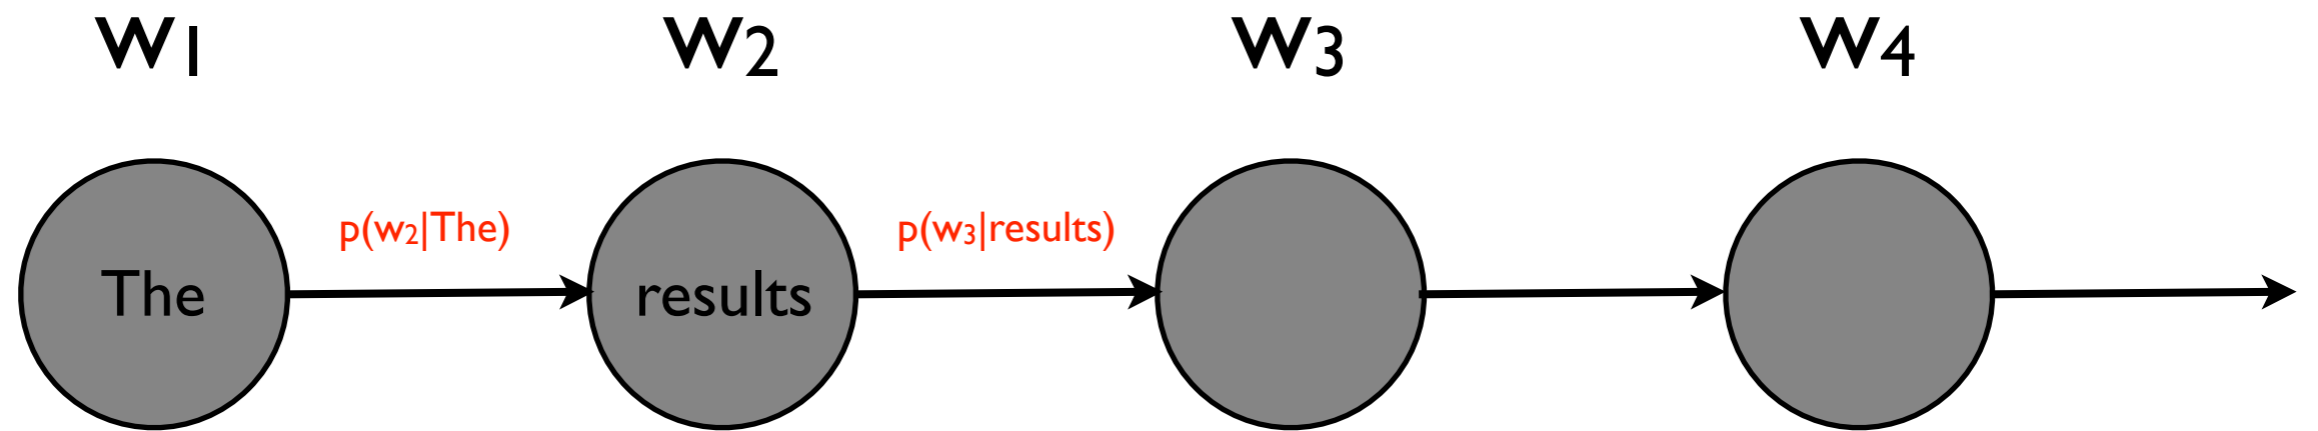 w1 w2 w3 w4
p(w2|The) p(w3|results)
The results